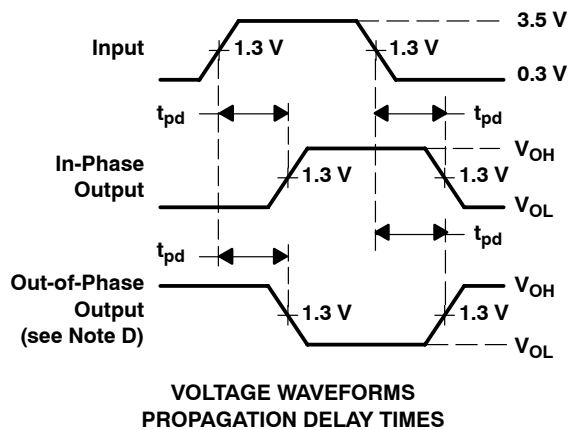 3.5 V
Input
1.3 V
1.3 V
0.3 V
tpd
tpd
In-Phase
Output
VOH
1.3 V
1.3 V
VOL
tpd
tpd
Out-of-Phase
Output
(see Note D)
VOH
1.3 V
1.3 V
VOL
VOLTAGE WAVEFORMS
PROPAGATION DELAY TIMES